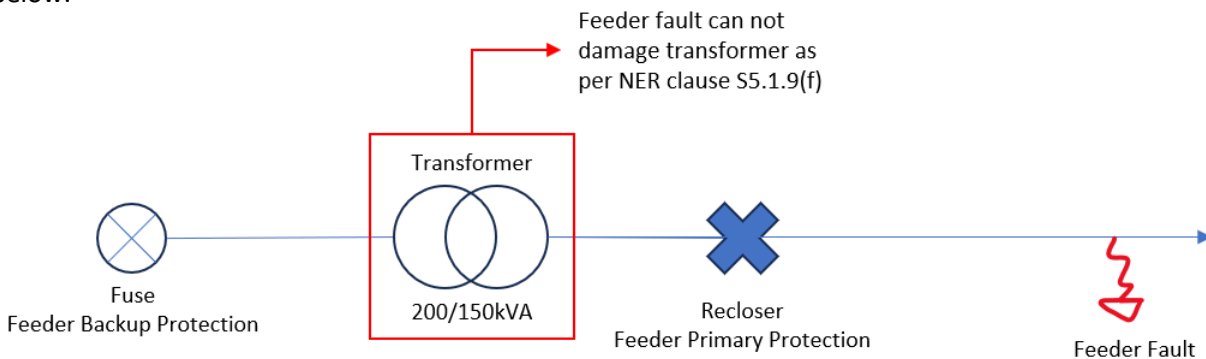 below.
Feeder fault can not
damage transformer as
per NER clause S5.1.9(f)
Transformer
Fuse
Feeder Backup Protection
200/150kVA
Recloser
Feeder Primary Protection
Feeder Fault